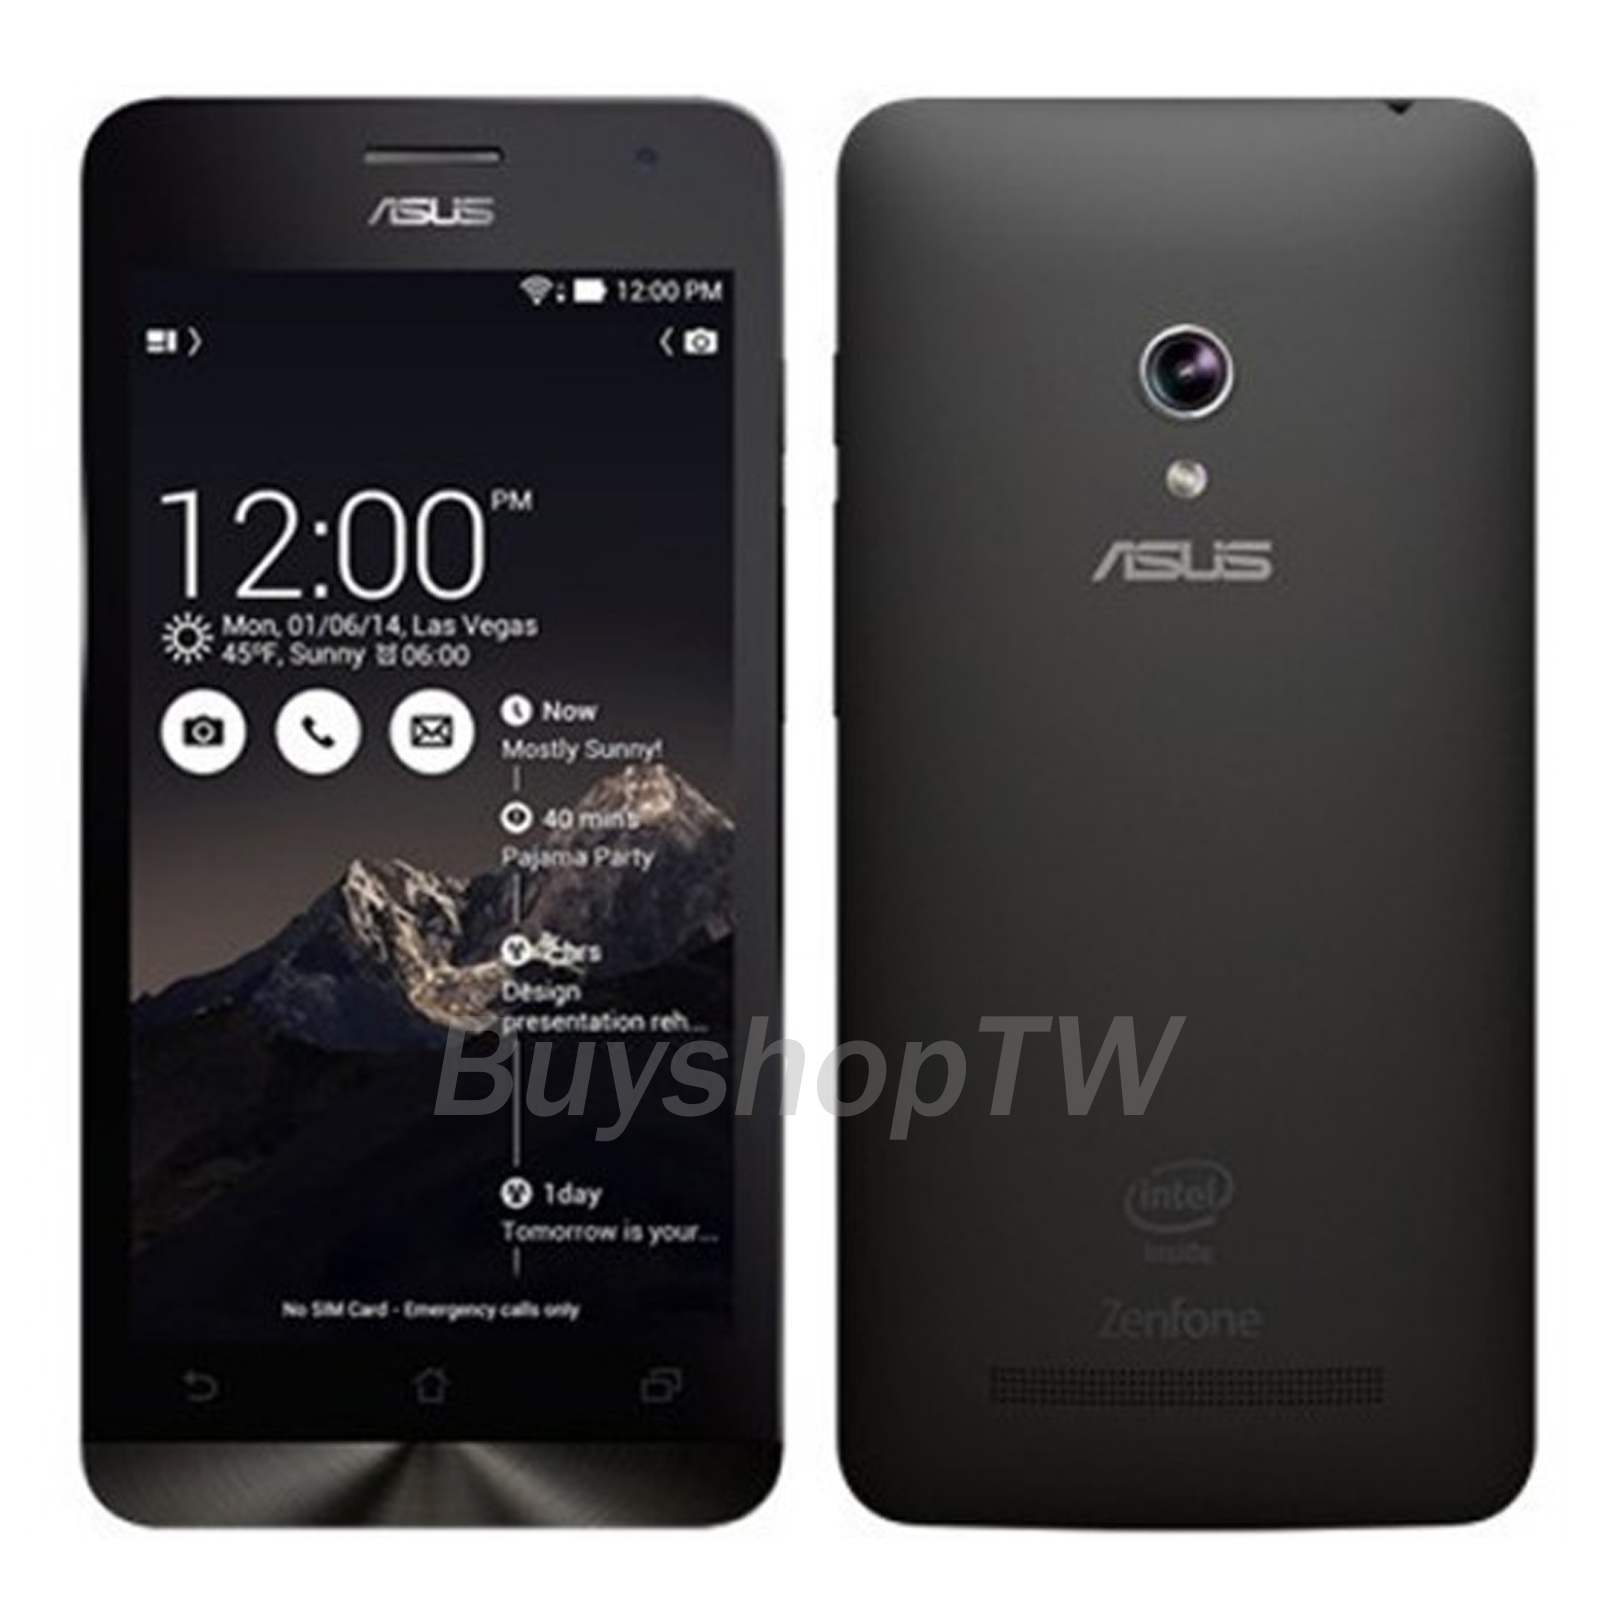 ASUS
12:00 PM
12:00 PM
Mon, 01/06/14, Las Vegas
45ºF, Sunny 06:00
Now
Mostly Sunny!
40 mins
Pajama Party
Design
presentation reh...
1day
Tomorrow is your...
No SIM Card - Emergency calls only
ASUS
intel
inside
Zenfone
BuyshopTW